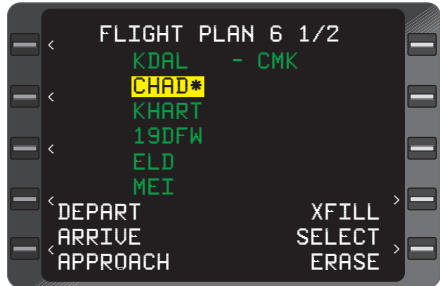 FLIGHT PLAN 6 1/2
KDAL - CMK
CHAD*
KHART
19DFW
ELD
MEI
DEPART XFILL
ARRIVE SELECT
APPROACH ERASE